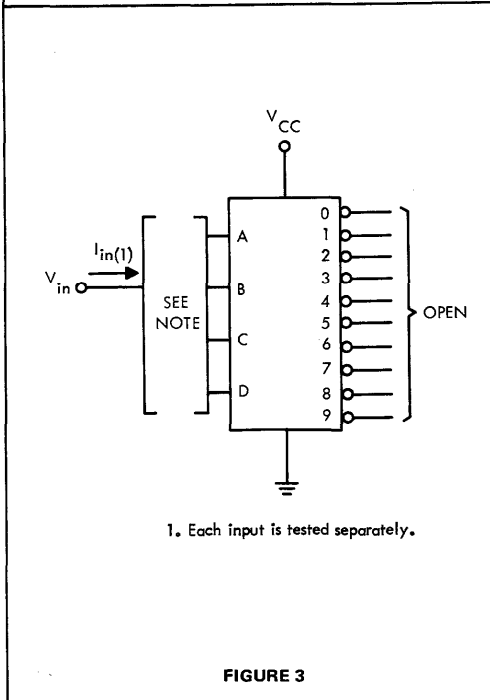 V CC
I in(1)
V in
SEE
NOTE
A
B
C
D
0
1
2
3
4
5
6
7
8
9
OPEN
1. Each input is tested separately.
FIGURE 3